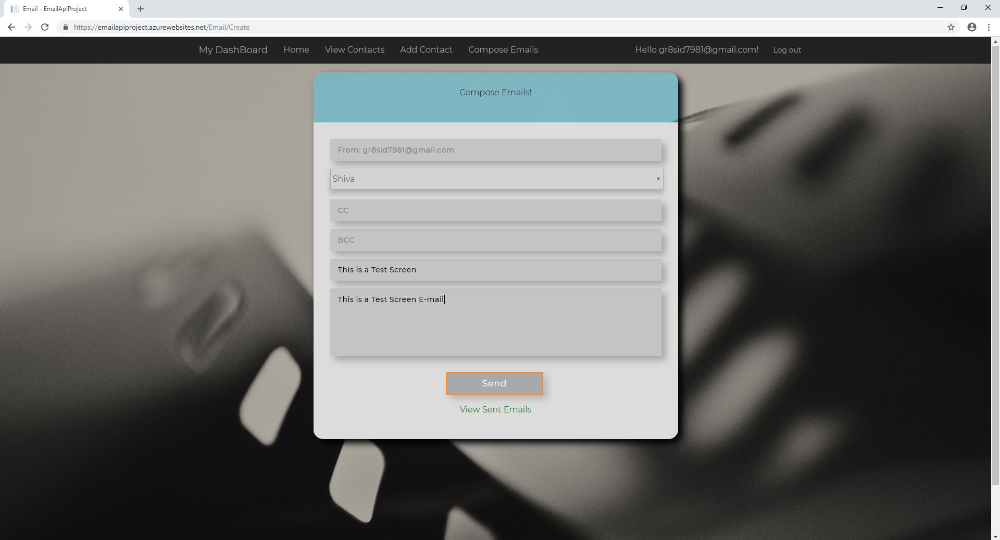 Email - EmailApiProject
https://emailapiproject.azurewebsites.net/Email/Create
My DashBoard Home View Contacts Add Contact Compose Emails Hello gr8sid7981@gmail.com! Log out
Compose Emails!
From: gr8sid7981@gmail.com
Shiva
CC
BCC
This is a Test Screen
This is a Test Screen E-mail
Send
View Sent Emails